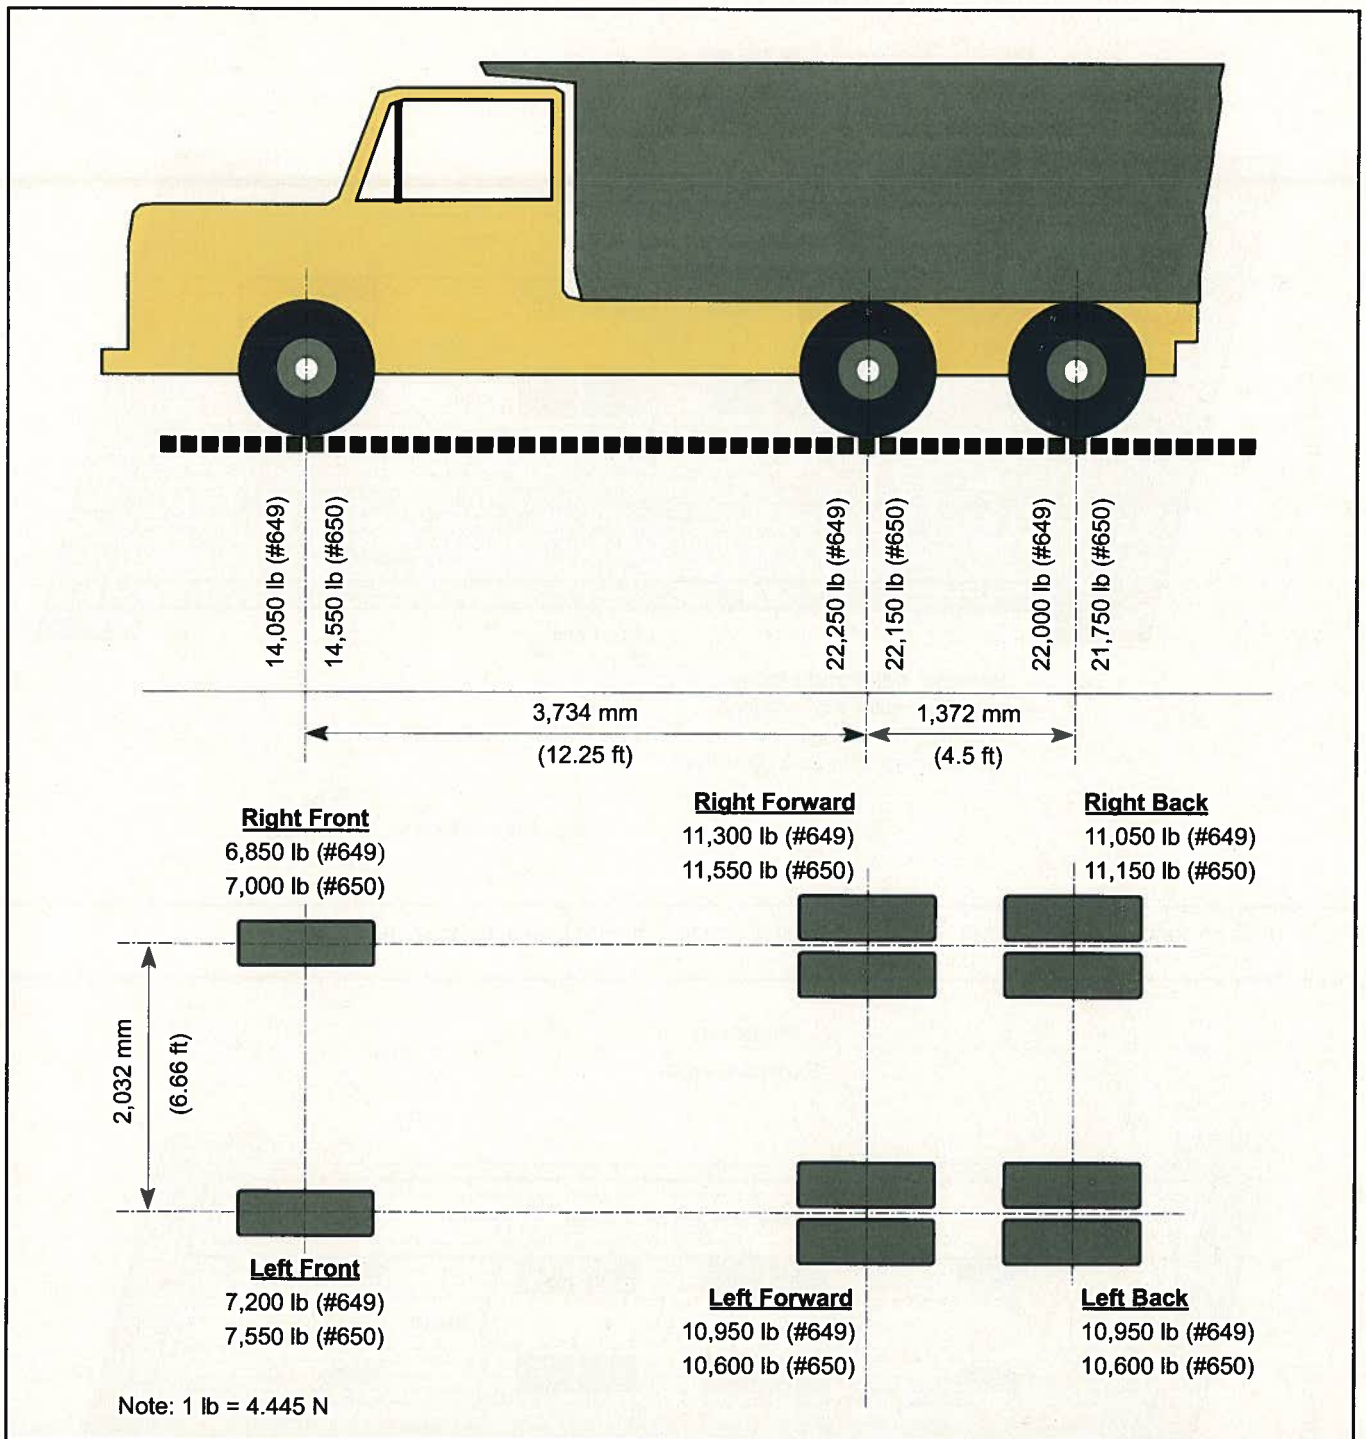 14,050 lb (#649)
14,550 lb (#650)
22,250 lb (#649)
22,150 lb (#650)
22,000 lb (#649)
21,750 lb (#650)
3,734 mm
(12.25 ft)
1,372 mm
(4.5 ft)
Right Front
6,850 lb (#649)
7,000 lb (#650)
Right Forward
11,300 lb (#649)
11,550 lb (#650)
Right Back
11,050 lb (#649)
11,150 lb (#650)
2,032 mm
(6.66 ft)
Left Front
7,200 lb (#649)
7,550 lb (#650)
Left Forward
10,950 lb (#649)
10,600 lb (#650)
Left Back
10,950 lb (#649)
10,600 lb (#650)
Note: 1 lb = 4.445 N